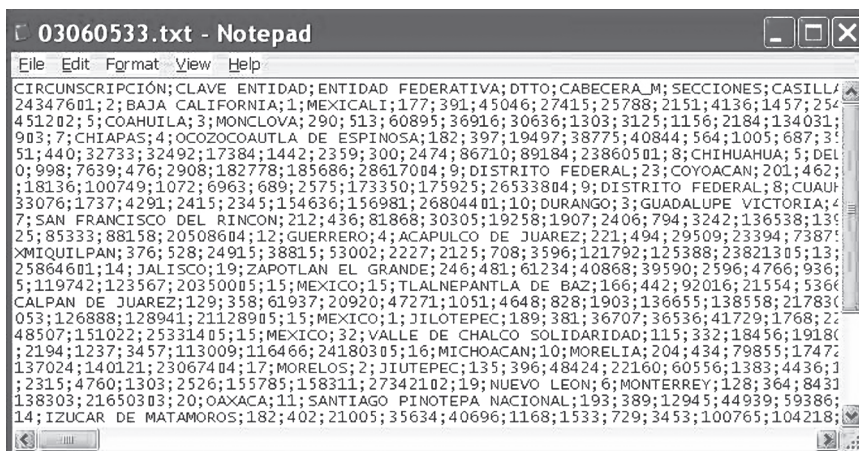 03060533.txt - Notepad
File Edit Format View Help
CIRCUNSCRIPCIÓN;CLAVE ENTIDAD;ENTIDAD FEDERATIVA;DTTO;CABECERA_M;SECCIONES;CASILLA
24347601;2;BAJA CALIFORNIA;1;MEXICALI;177;391;45046;27415;25788;2151;4136;1457;254
451202;5;COAHUILA;3;MONCLOVA;290;513;60895;36916;30636;1303;3125;1156;2184;134031;
903;7;CHIAPAS;4;OCOZOCOAUTLA DE ESPINOSA;182;397;19497;38775;40844;564;1005;687;35
51;440;32733;32492;17384;1442;2359;300;2474;86710;89184;23860501;8;CHIHUAHUA;5;DEL
0;998;7639;476;2908;182778;185686;28617004;9;DISTRITO FEDERAL;23;COYOACAN;201;462;
;18136;100749;1072;6963;689;2575;173350;175925;26533804;9;DISTRITO FEDERAL;8;CUAUH
33076;1737;4291;2415;2345;154636;156981;26804401;10;DURANGO;3;GUADALUPE VICTORIA;4
7;SAN FRANCISCO DEL RINCON;212;436;81868;30305;19258;1907;2406;794;3242;136538;139
25;85333;88158;20508604;12;GUERRERO;4;ACAPULCO DE JUAREZ;221;494;29509;23394;7387
XMIQUILPAN;376;528;24915;38815;53002;2227;2125;708;3596;121792;125388;23821305;13;
25864601;14;JALISCO;19;ZAPOTLAN EL GRANDE;246;481;61234;40868;39590;2596;4766;936;
5;119742;123567;20350005;15;MEXICO;15;TLALNEPANTLA DE BAZ;166;442;92016;21554;5366
CALPAN DE JUAREZ;129;358;61937;20920;47271;1051;4648;828;1903;136655;138558;21783
053;126888;128941;21128905;15;MEXICO;1;JILOTEPEC;189;381;36707;36536;41729;1768;22
48507;151022;25331405;15;MEXICO;32;VALLE DE CHALCO SOLIDARIDAD;115;332;18456;1918
;2194;1237;3457;113009;116466;24180305;16;MICHOACAN;10;MORELIA;204;434;79855;17472
137024;140121;23067404;17;MORELOS;2;JIUTEPEC;135;396;48424;22160;60556;1383;4436;1
;2315;4760;1303;2526;155785;158311;27342102;19;NUEVO LEON;6;MONTERREY;128;364;8431
138303;21650303;20;OAXACA;11;SANTIAGO PINOTEPA NACIONAL;193;389;12945;44939;59386;
14;IZUCAR DE MATAMOROS;182;402;21005;35634;40696;1168;1533;729;3453;100765;104218;